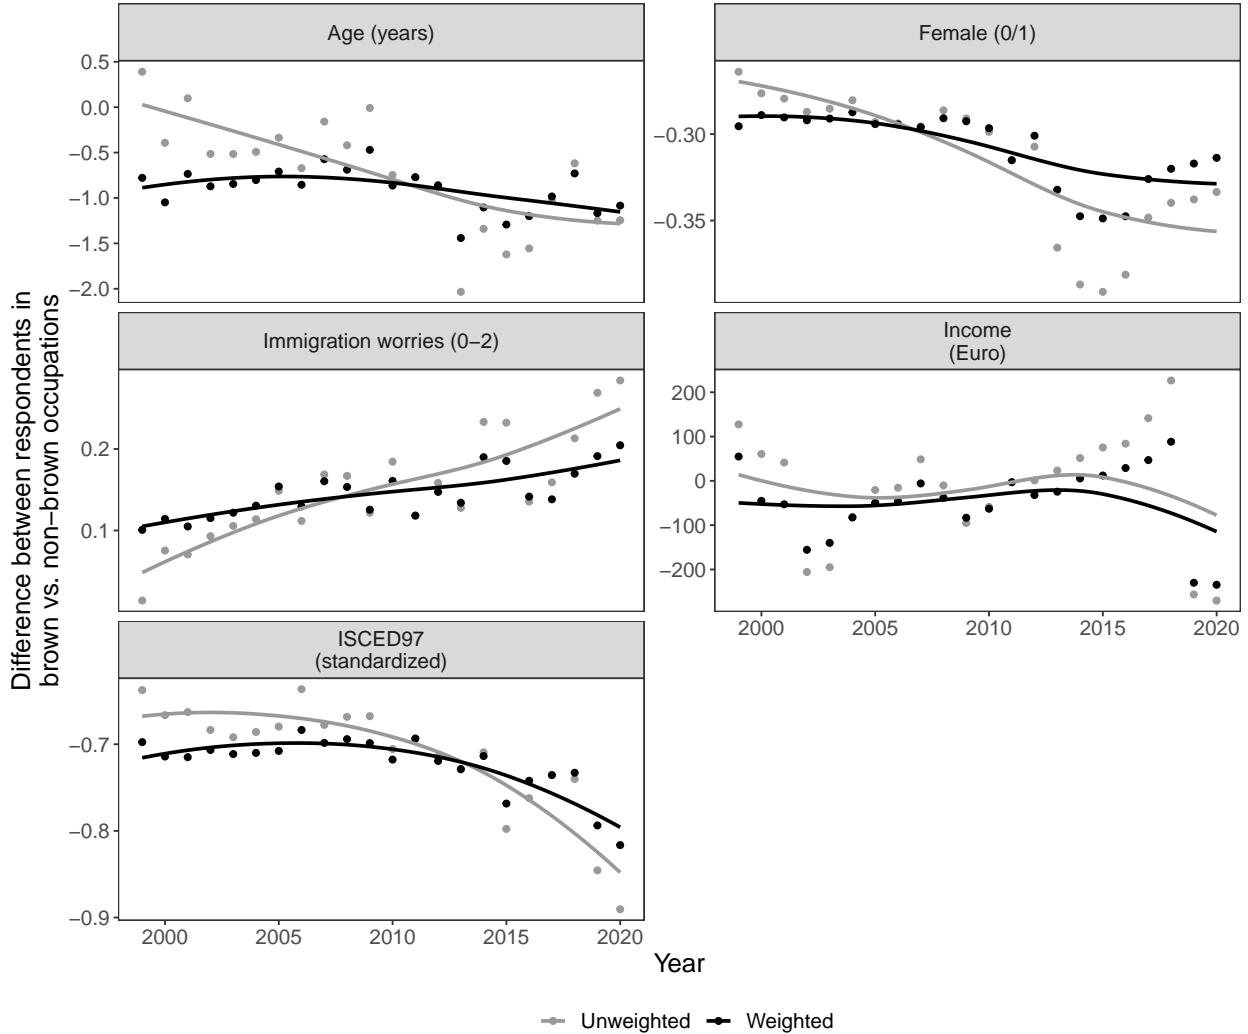 Age (years)
Female (0/1)
0.5
0.0
−0.5
−1.0
−1.5
−2.0
−0.30
−0.35
Immigration worries (0−2)
Income
(Euro)
0.2
0.1
200
100
0
−100
−200
2000 2005 2010 2015 2020
ISCED97
(standardized)
−0.7
−0.8
−0.9
2000 2005 2010 2015 2020
Difference between respondents in
brown vs. non−brown occupations
Year
Unweighted Weighted